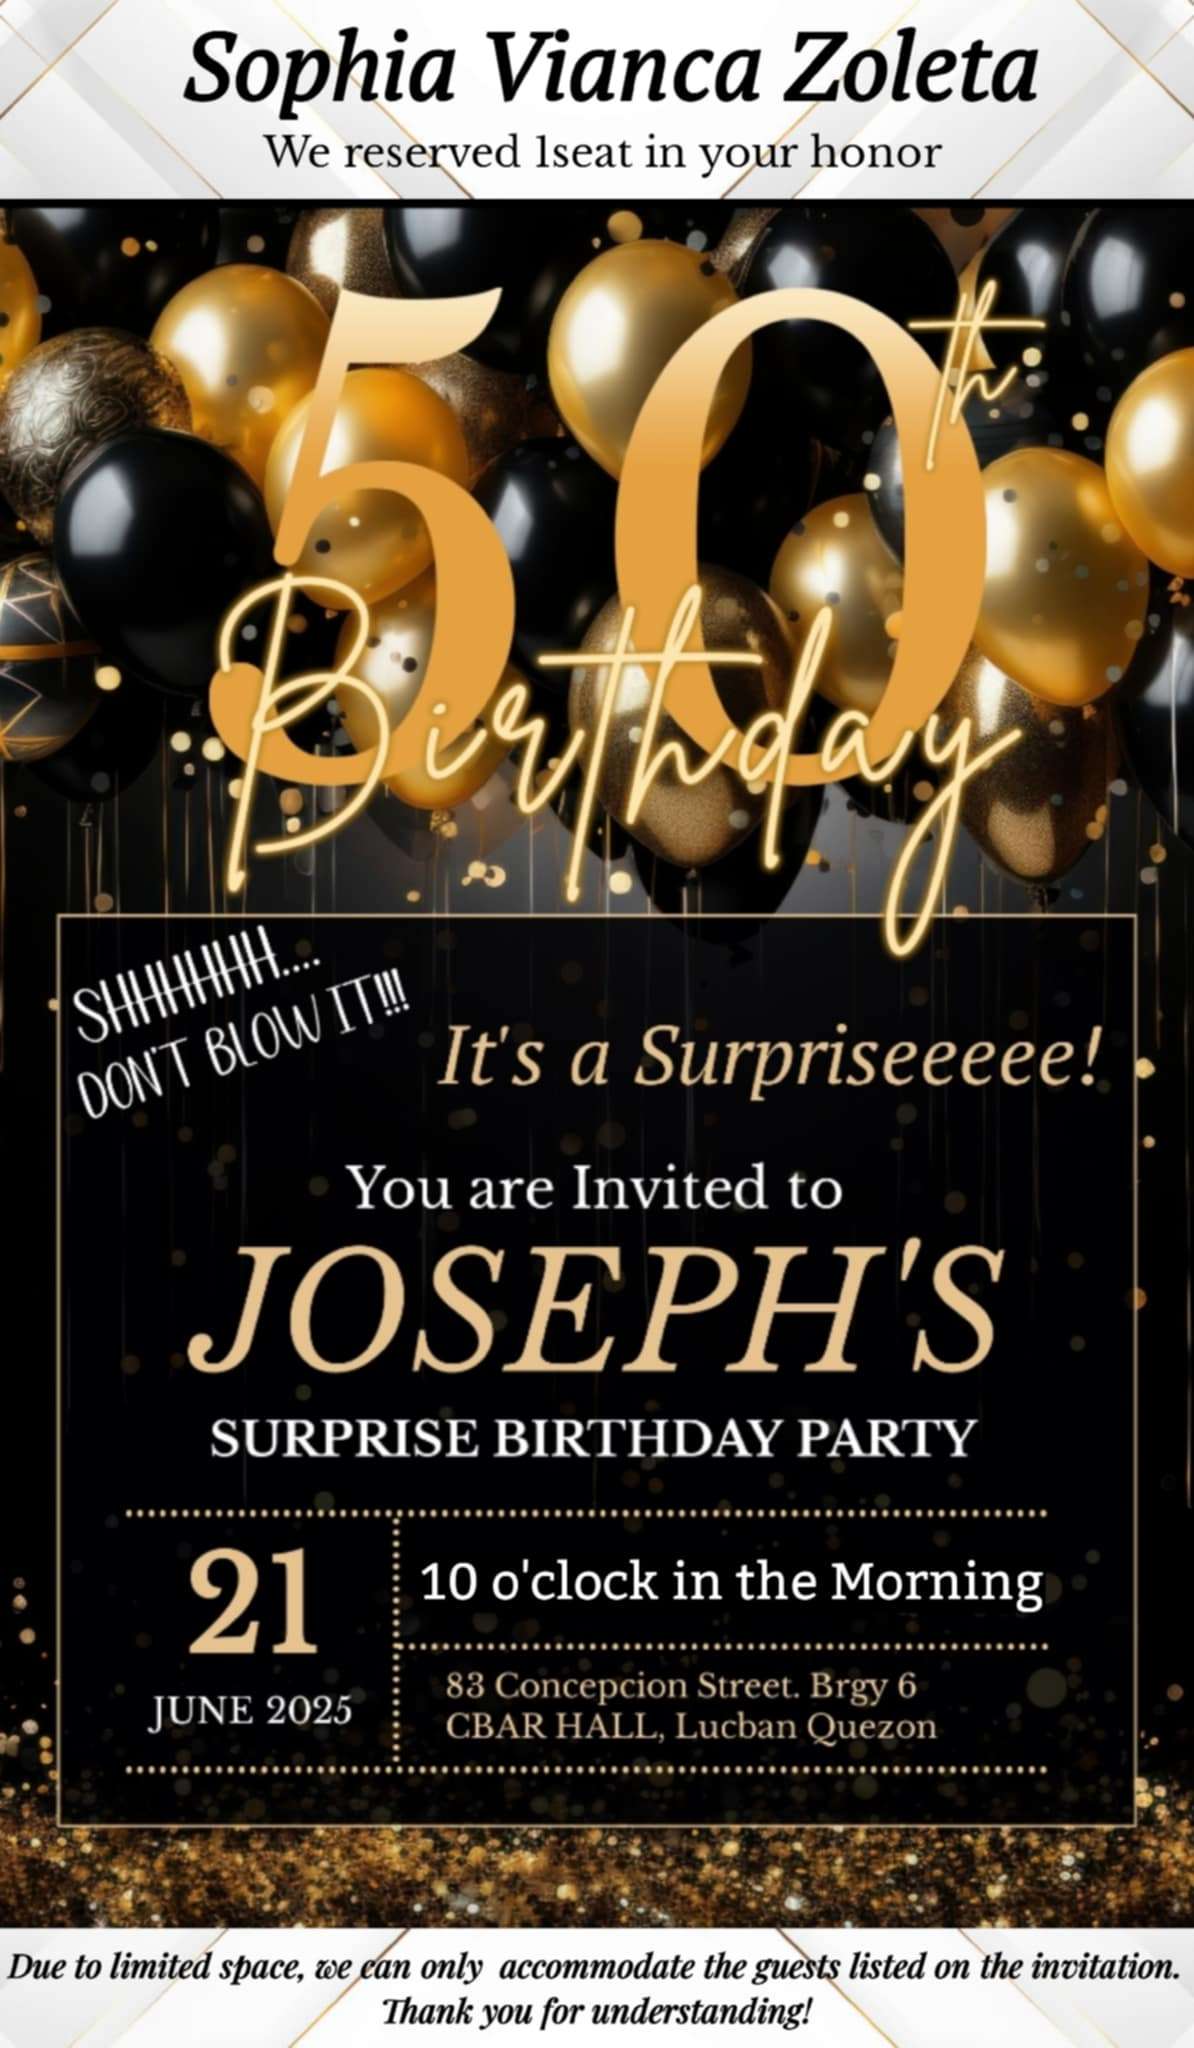 Sophia Vianca Zoleta
We reserved 1seat in your honor
50th
Birthday
SHHHHHH....
DON'T BLOW IT!!!
It's a Surpriseeeeee!
You are Invited to
JOSEPH'S
SURPRISE BIRTHDAY PARTY
21
JUNE 2025
10 o'clock in the Morning
83 Concepcion Street. Brgy 6
CBAR HALL, Lucban Quezon
Due to limited space, we can only accommodate the guests listed on the invitation.
Thank you for understanding!